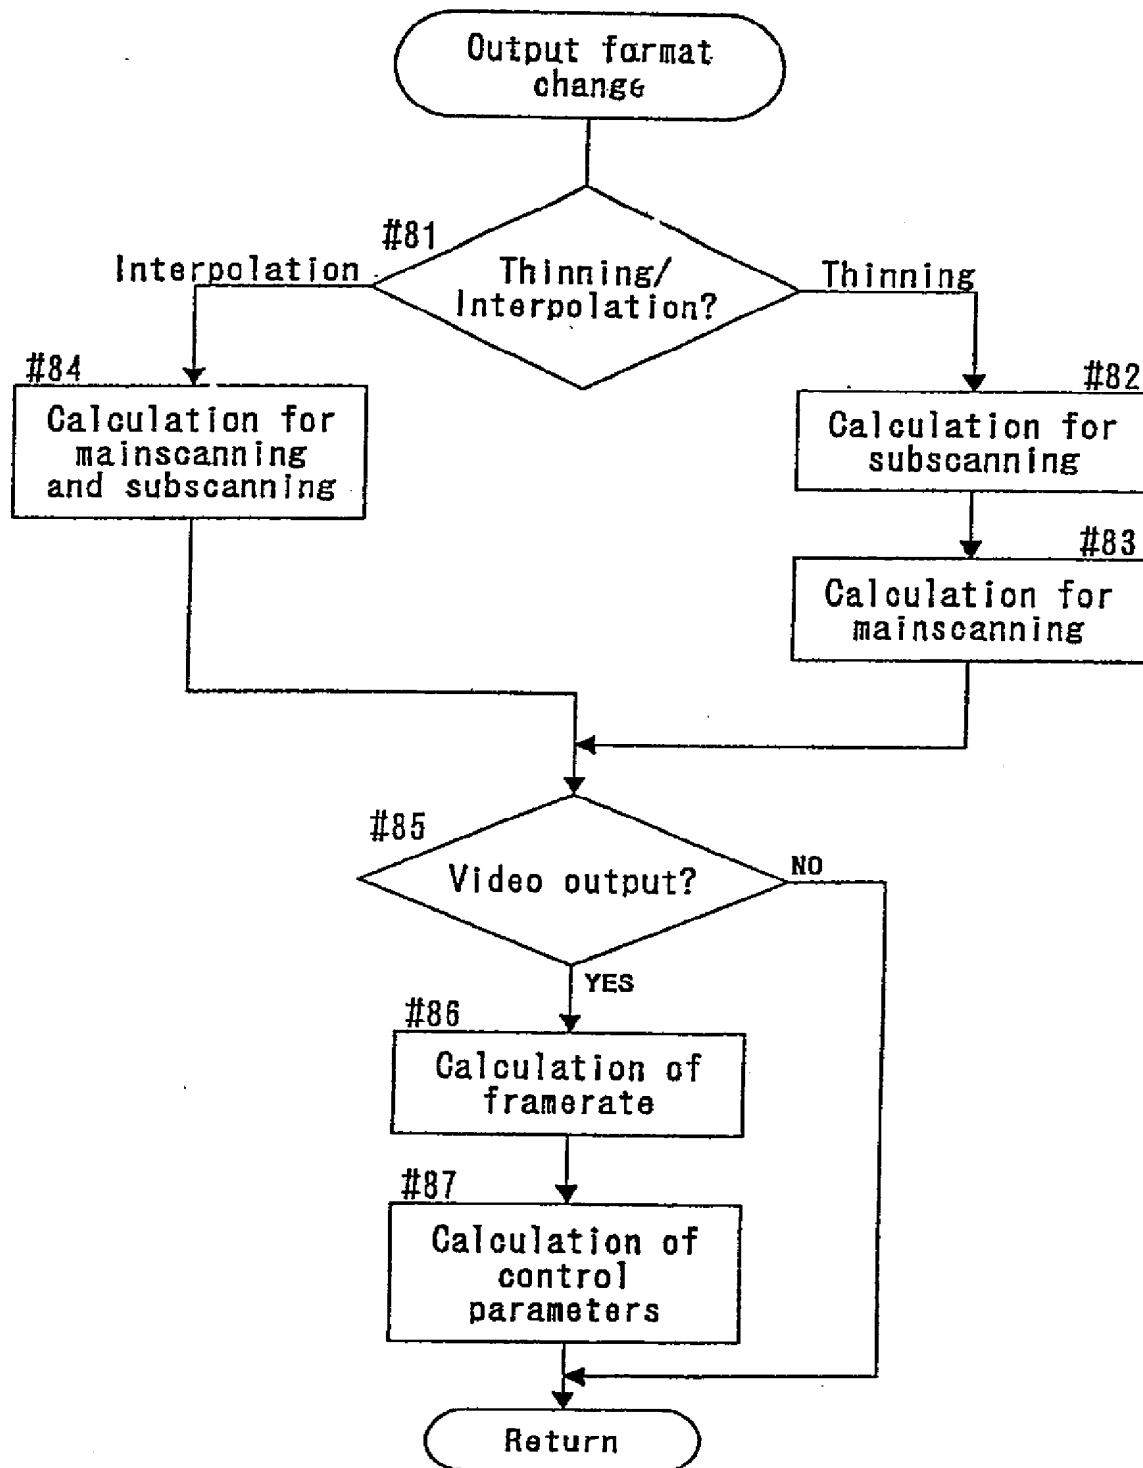 Output format
change
#81
Interpolation
Thinning/
Interpolation?
Thinning
#84
Calculation for
mainscanning
and subscanning
#82
Calculation for
subscanning
#83
Calculation for
mainscanning
#85
Video output?
NO
YES
#86
Calculation of
framerate
#87
Calculation of
control
parameters
Return